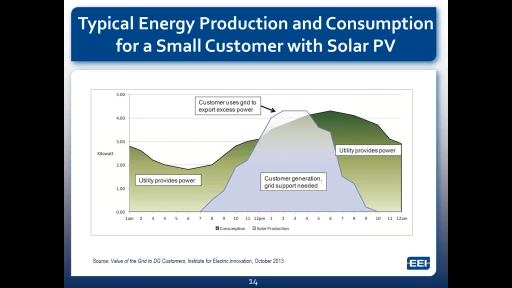 Typical Energy Production and Consumption
for a Small Customer with Solar PV
5.00
4.00
3.00
2.00
1.00
0.00
Kilowatt
Customer uses grid to
export excess power
Utility provides power
Utility provides power
Customer generation,
grid support needed
1am 2 3 4 5 6 7 8 9 10 11 12pm 1 2 3 4 5 6 7 8 9 10 11 12am
Consumption Solar Production
Source: Value of the Grid to DG Customers, Institute for Electric Innovation, October 2013
EEI
14